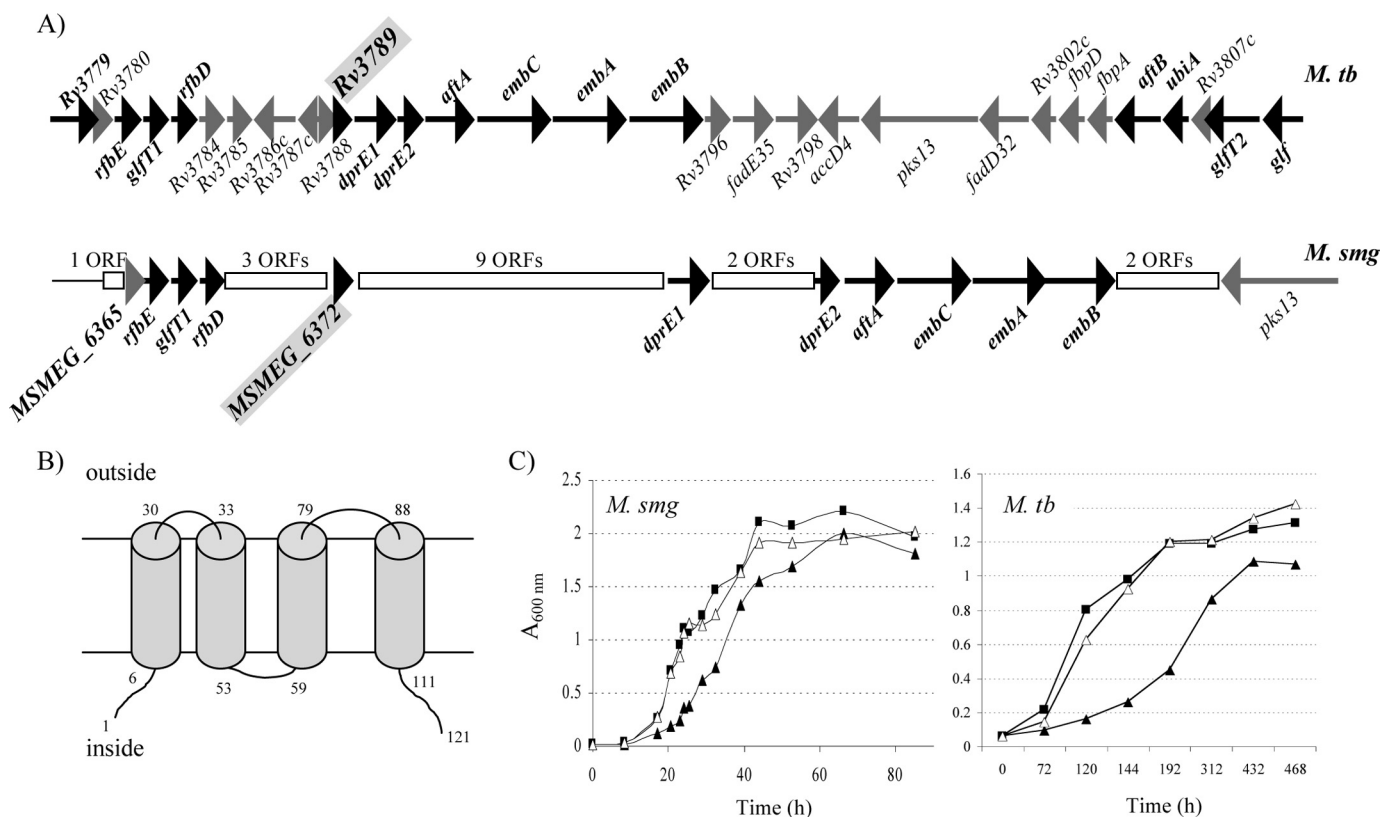 A)
Rv3779 Rv3780 rfbD Rv3789 aftA embC embA embB Rv3802c fbpD fbpA aftB ubiA Rv3807c M. tb
rfbE glfT1 Rv3784 Rv3785 Rv3786c Rv3787c Rv3788 dprE1 dprE2 Rv3796 fadE35 Rv3798 accD4 pks13 fadD32 glfT2 glf
1 ORF 3 ORFs 9 ORFs 2 ORFs 2 ORFs M. smg
MSMEG_6365 rfbE glfT1 rfbD MSMEG_6372 dprE1 dprE2 aftA embC embA embB pks13
B)
outside
30 33 79 88
6 53 59 111
1 121
inside
C)
M. smg
A600 nm
2.5
2
1.5
1
0.5
0
0 20 40 60 80
Time (h)
M. tb
1.6
1.4
1.2
1
0.8
0.6
0.4
0.2
0
0 72 120 144 192 312 432 468
Time (h)